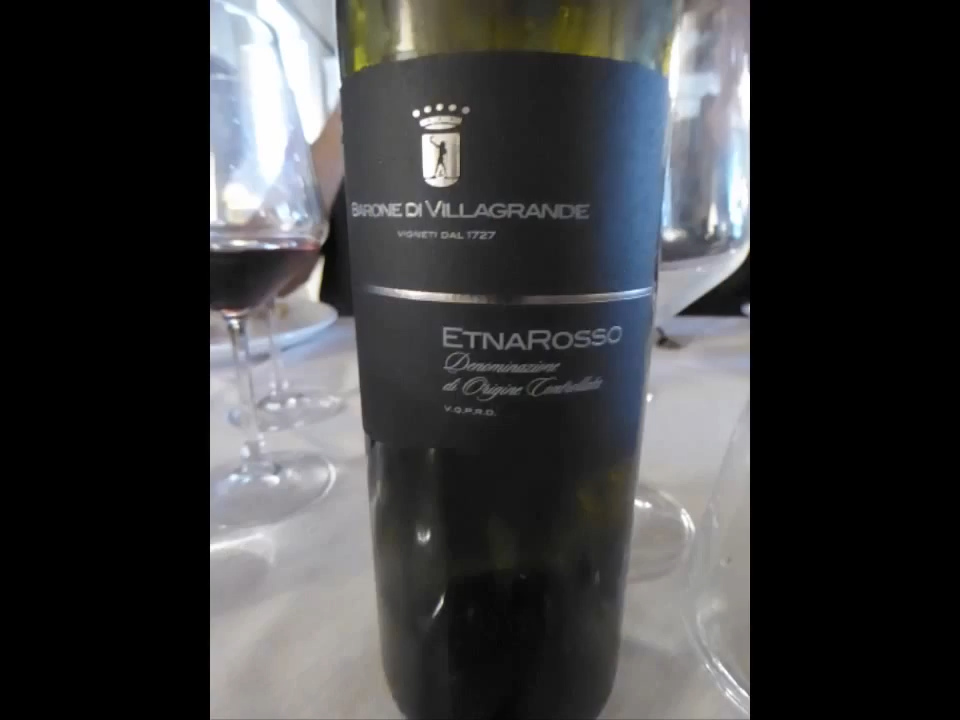 BARONE DI VILLAGRANDE
VIGNETI DAL 1727
ETNAROSSO
Denominazione
di Origine Controllata
V.Q.P.R.D.